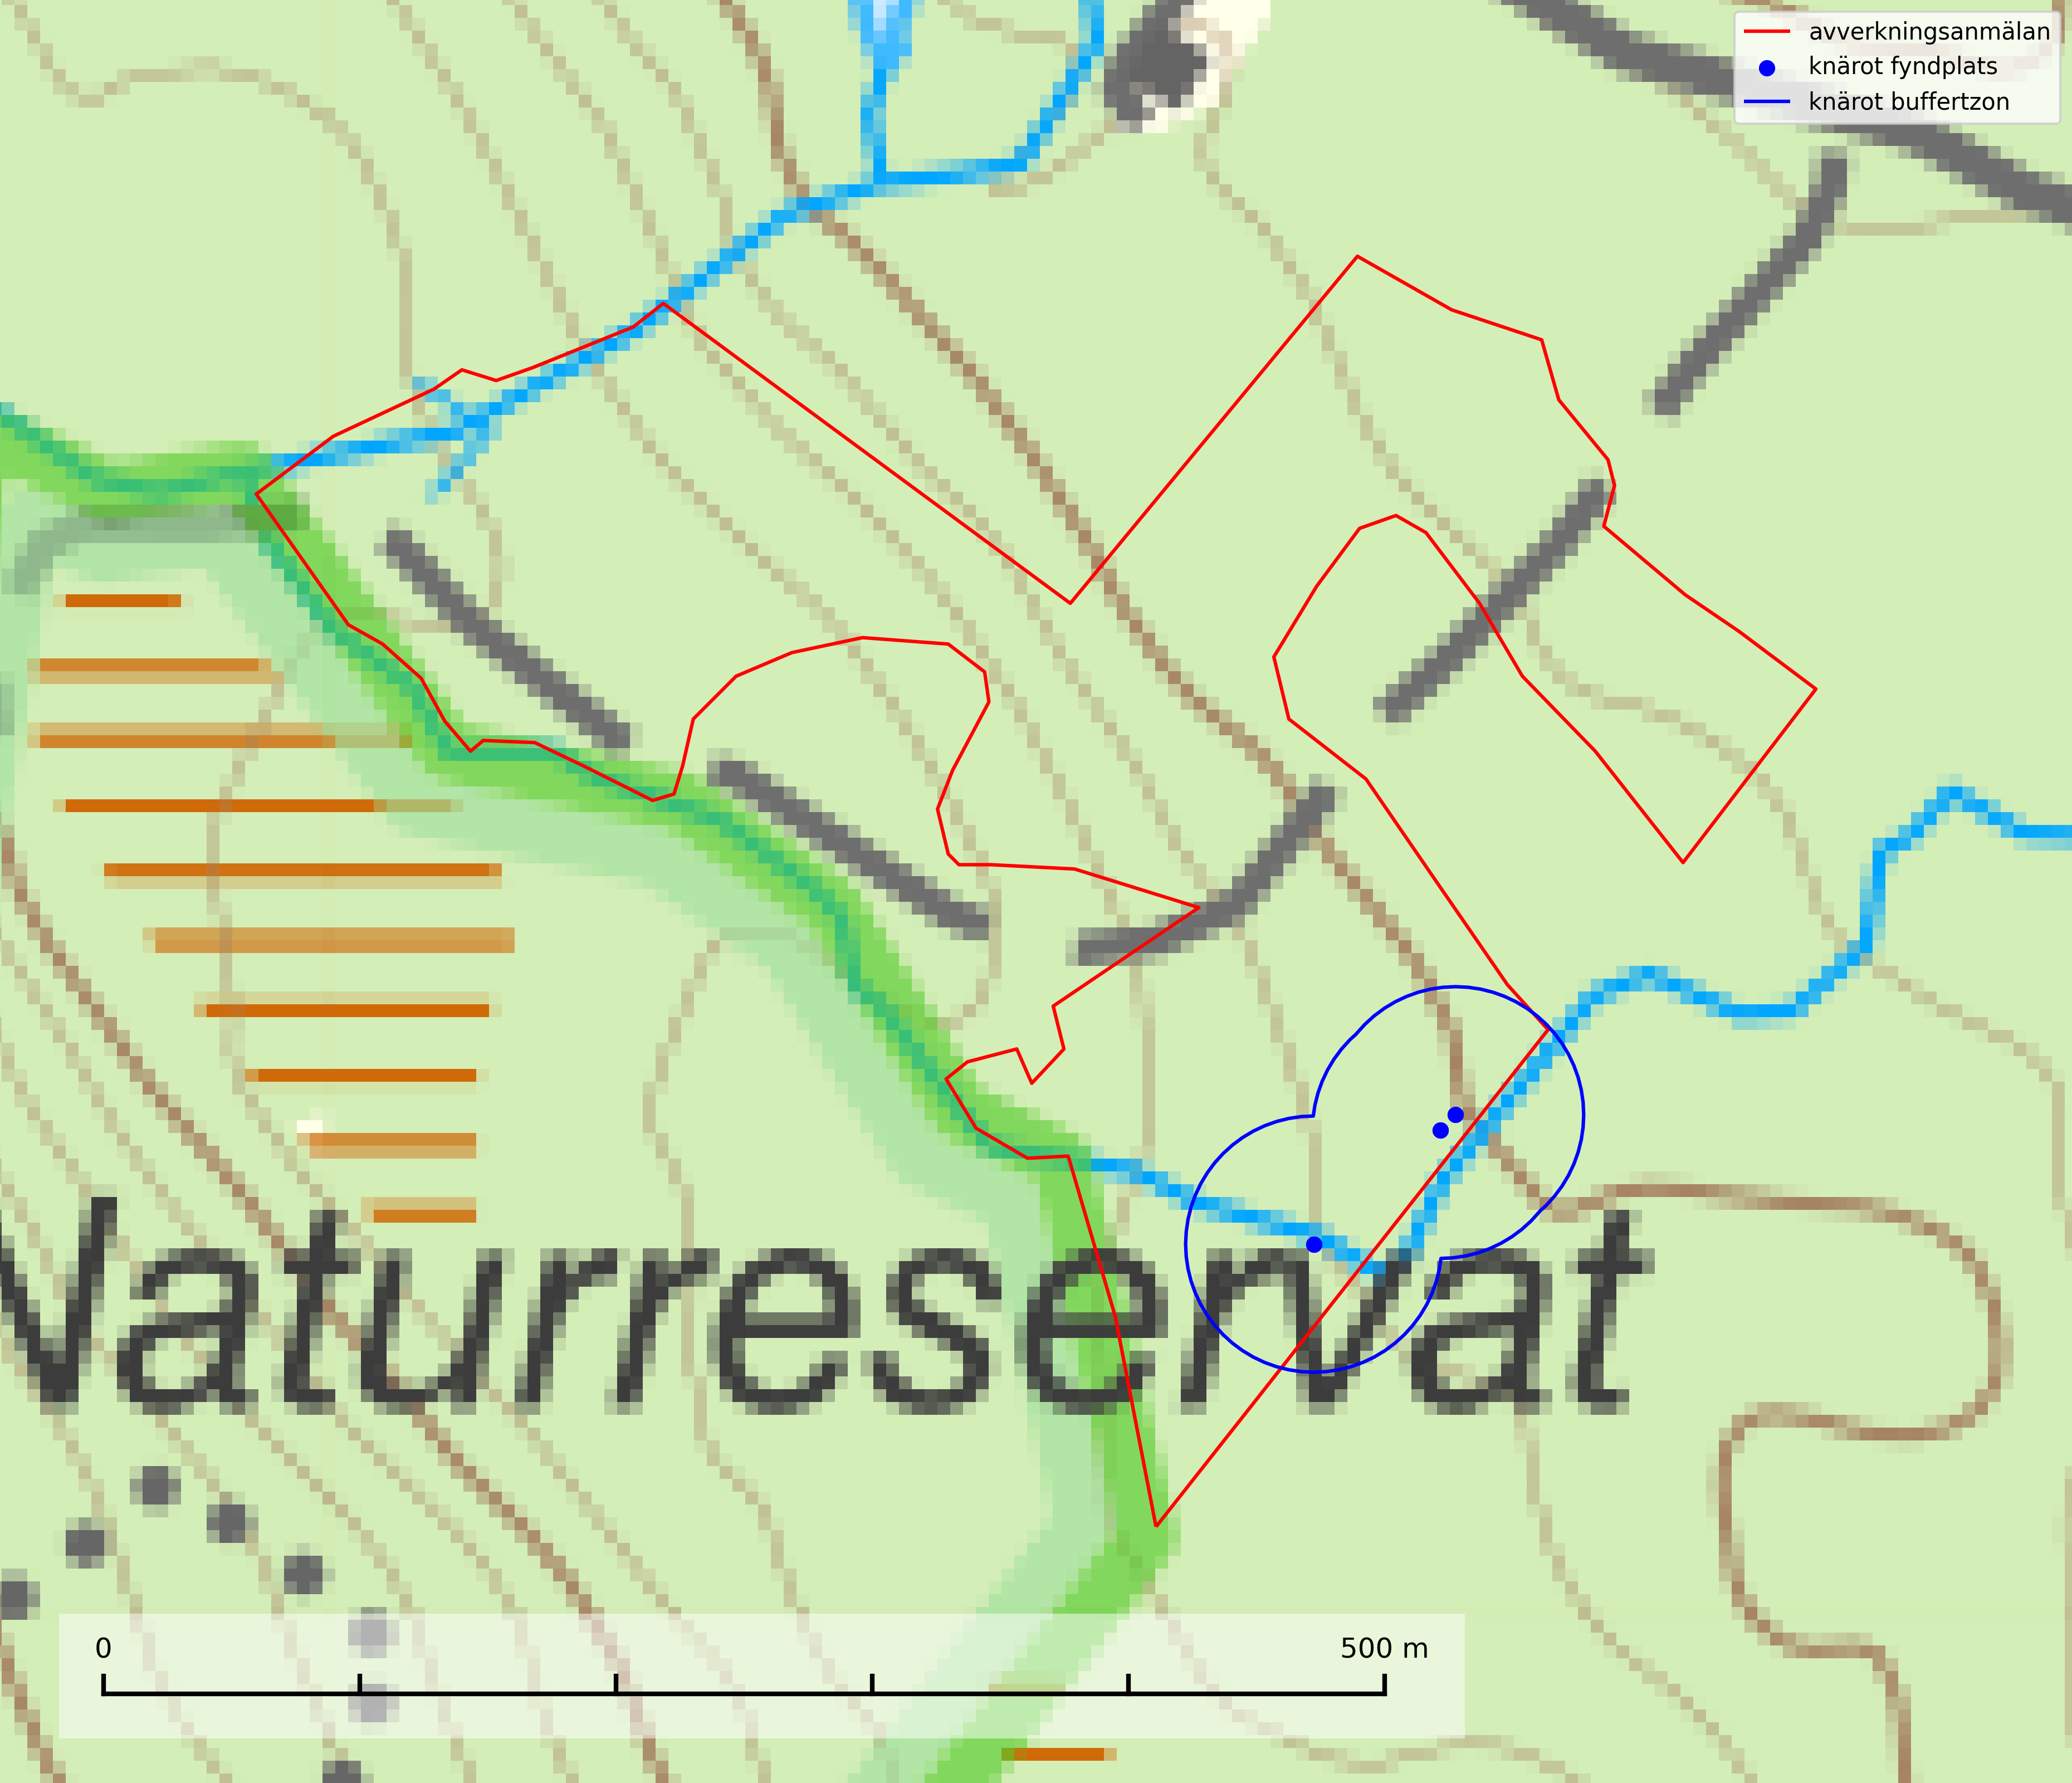 avverkningsanmälan
knärot fyndplats
knärot buffertzon
Naturreservat
0 500 m